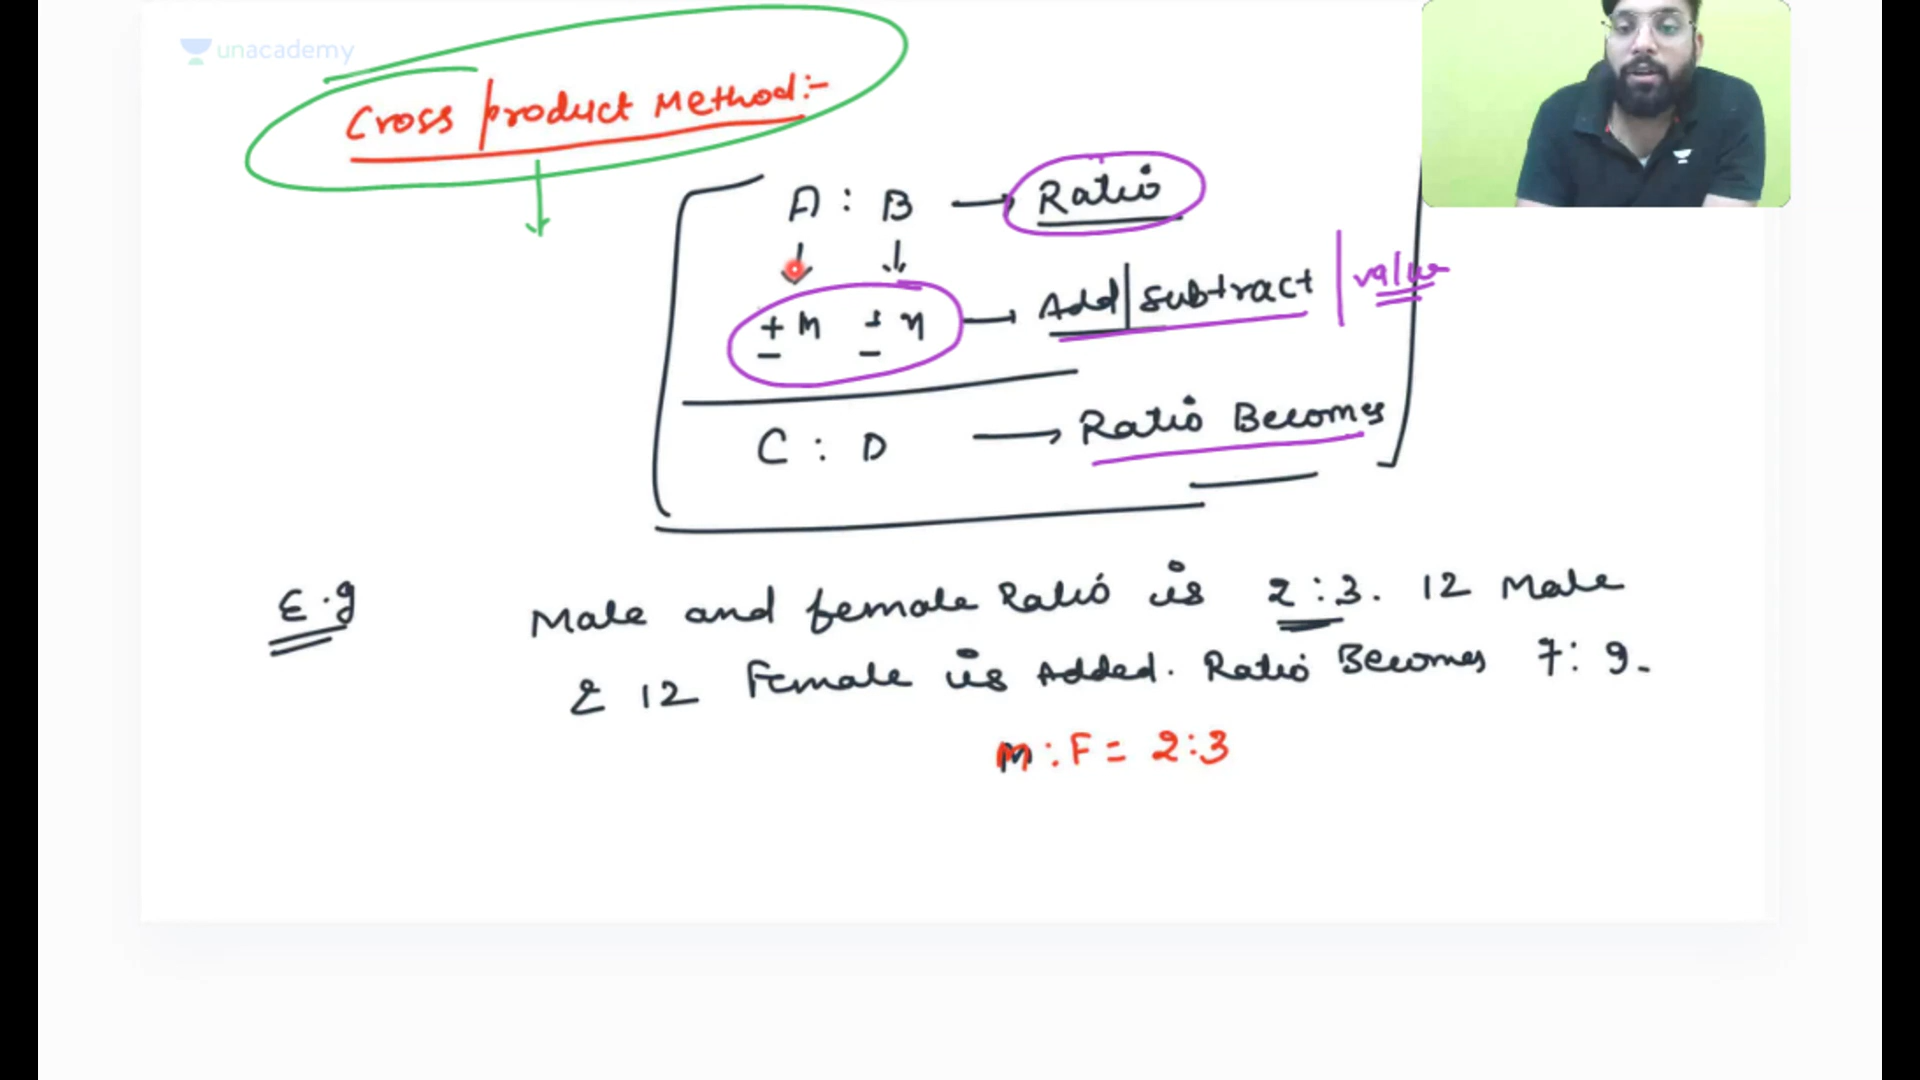 unacademy
Cross product Method:-
A : B → Ratio
± m ± n → Add|Subtract | value
C : D → Ratio Becomes
E.g Male and female Ratio is 2:3. 12 Male
& 12 Female is Added. Ratio Becomes 7:9.
M:F = 2:3